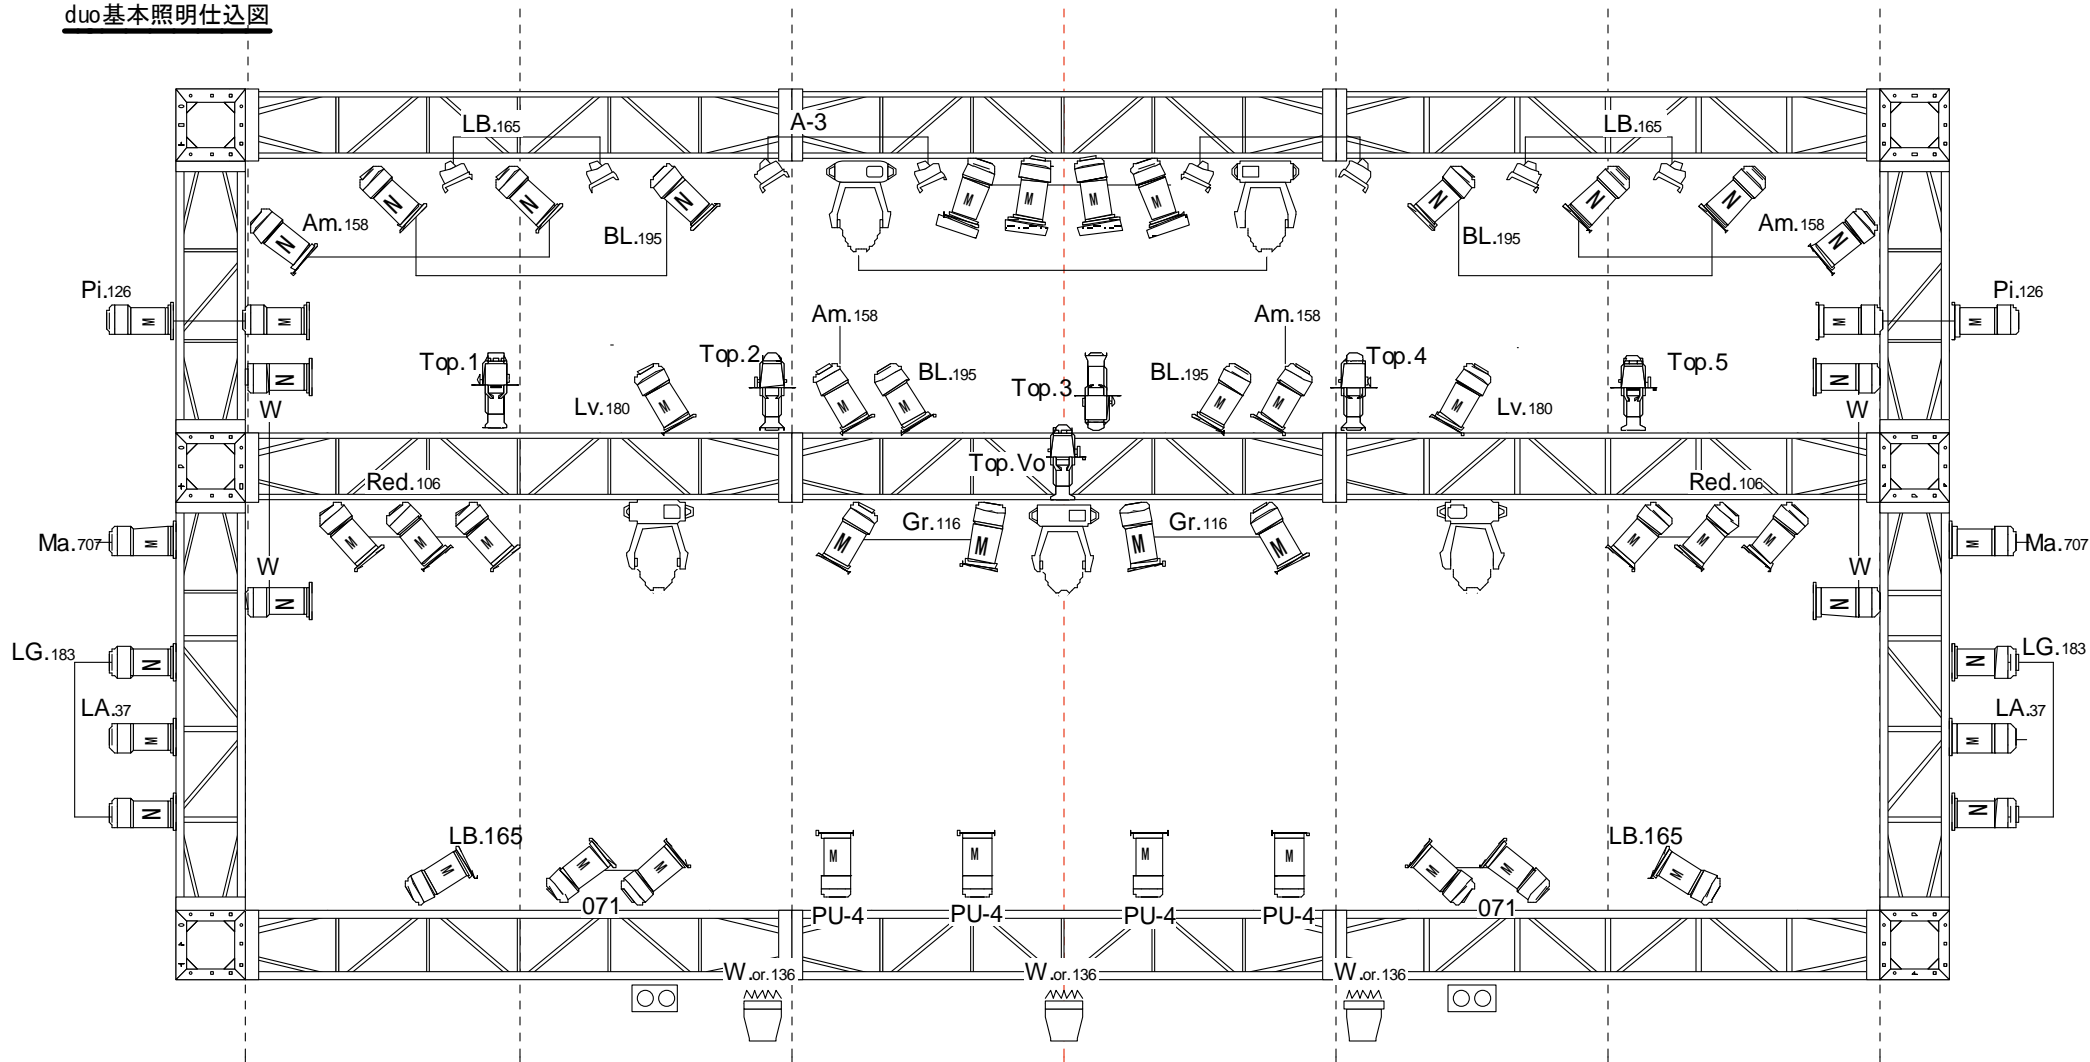 duo基本照明仕込図
LB.165 A-3 LB.165
N N N M M M M N N N
Am.158 BL.195 BL.195 Am.158
N N
Pi.126 Pi.126
M M M M
Am.158 Am.158
Top.1 Top.2 Top.3 Top.4 Top.5
N BL.195 BL.195 N
W Lv.180 M M M M M M Lv.180 W
Top.Vo
Red.106 Red.106
Gr.116 Gr.116
Ma.707 M N N N M M M M N N N M Ma.707
W W
N N
LG.183 N N LG.183
LA.37 LA.37
M M
N N
LB.165 LB.165
M M M M M M M M M M
071 PU-4 PU-4 PU-4 PU-4 071
W.or.136 W.or.136 W.or.136